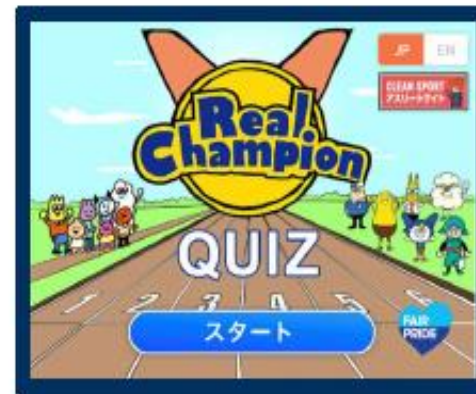 JP EN
CLEAN SPORT
アスリートサイト
Real
Champion
QUIZ
1 2 3 4 5 6
スタート
FAIR
PRIDE